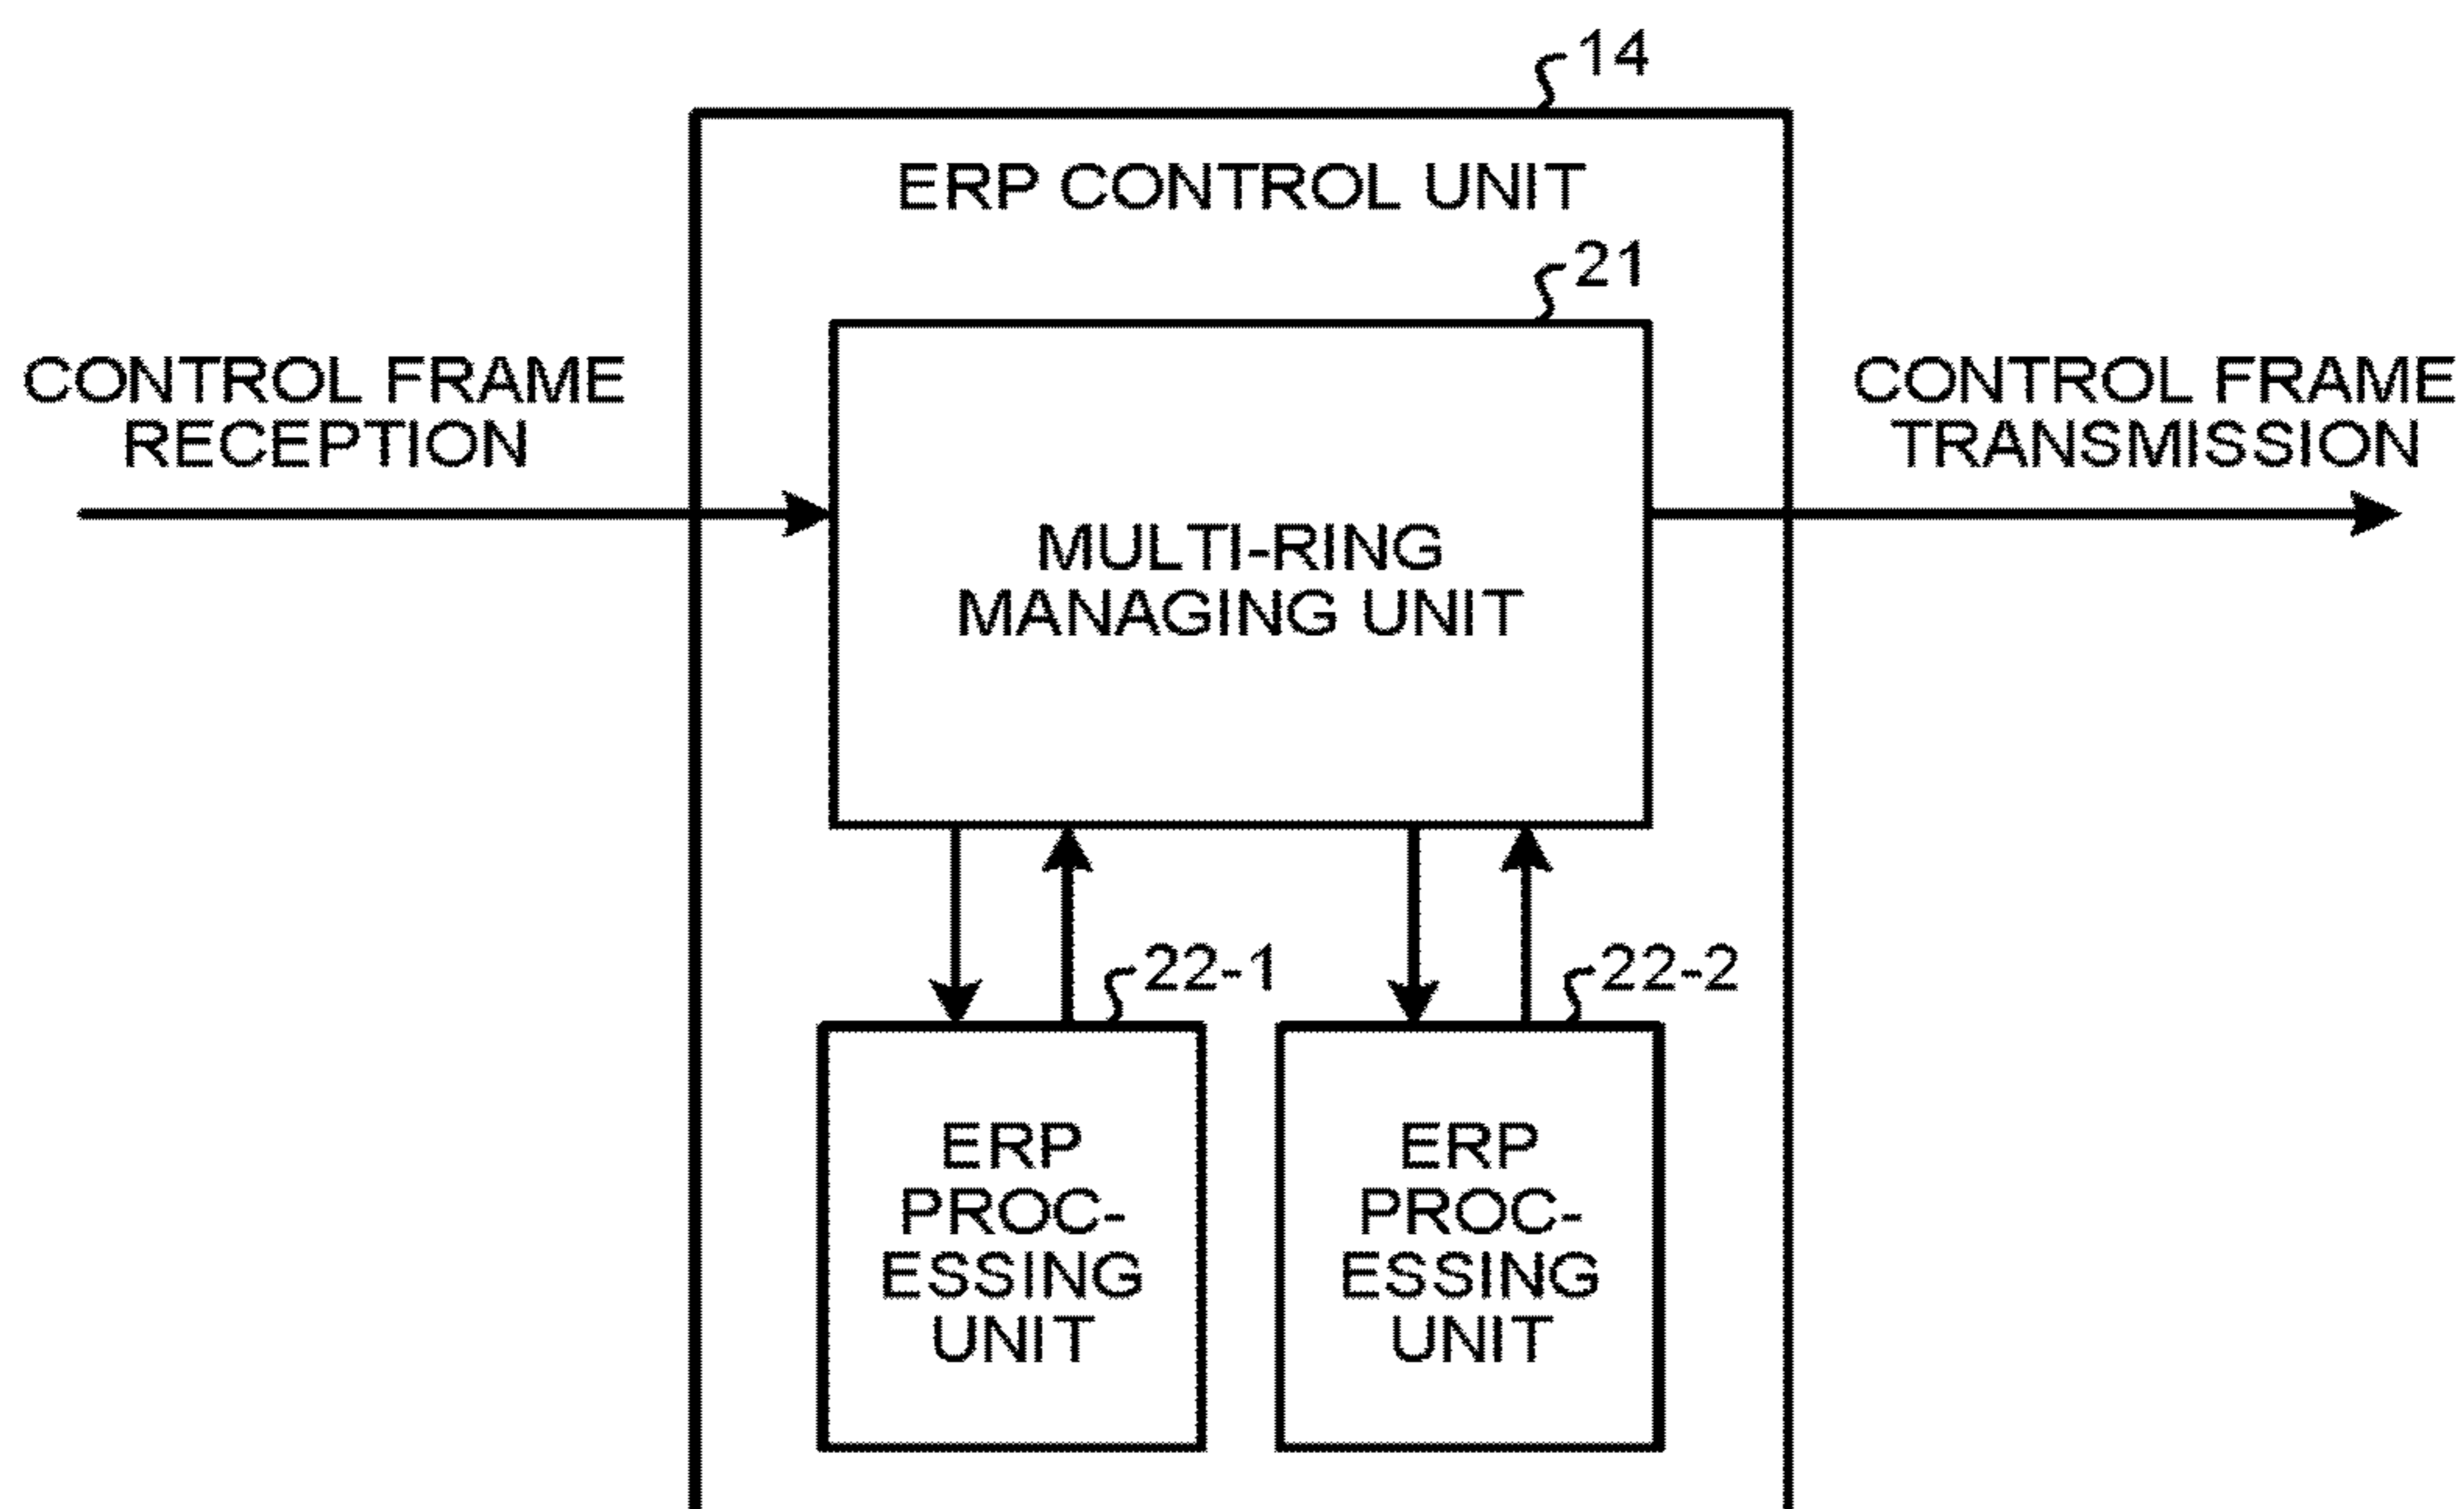 14
ERP CONTROL UNIT
21
CONTROL FRAME
RECEPTION
CONTROL FRAME
TRANSMISSION
MULTI-RING
MANAGING UNIT
22-1
22-2
ERP
PROC-
ESSING
UNIT
ERP
PROC-
ESSING
UNIT